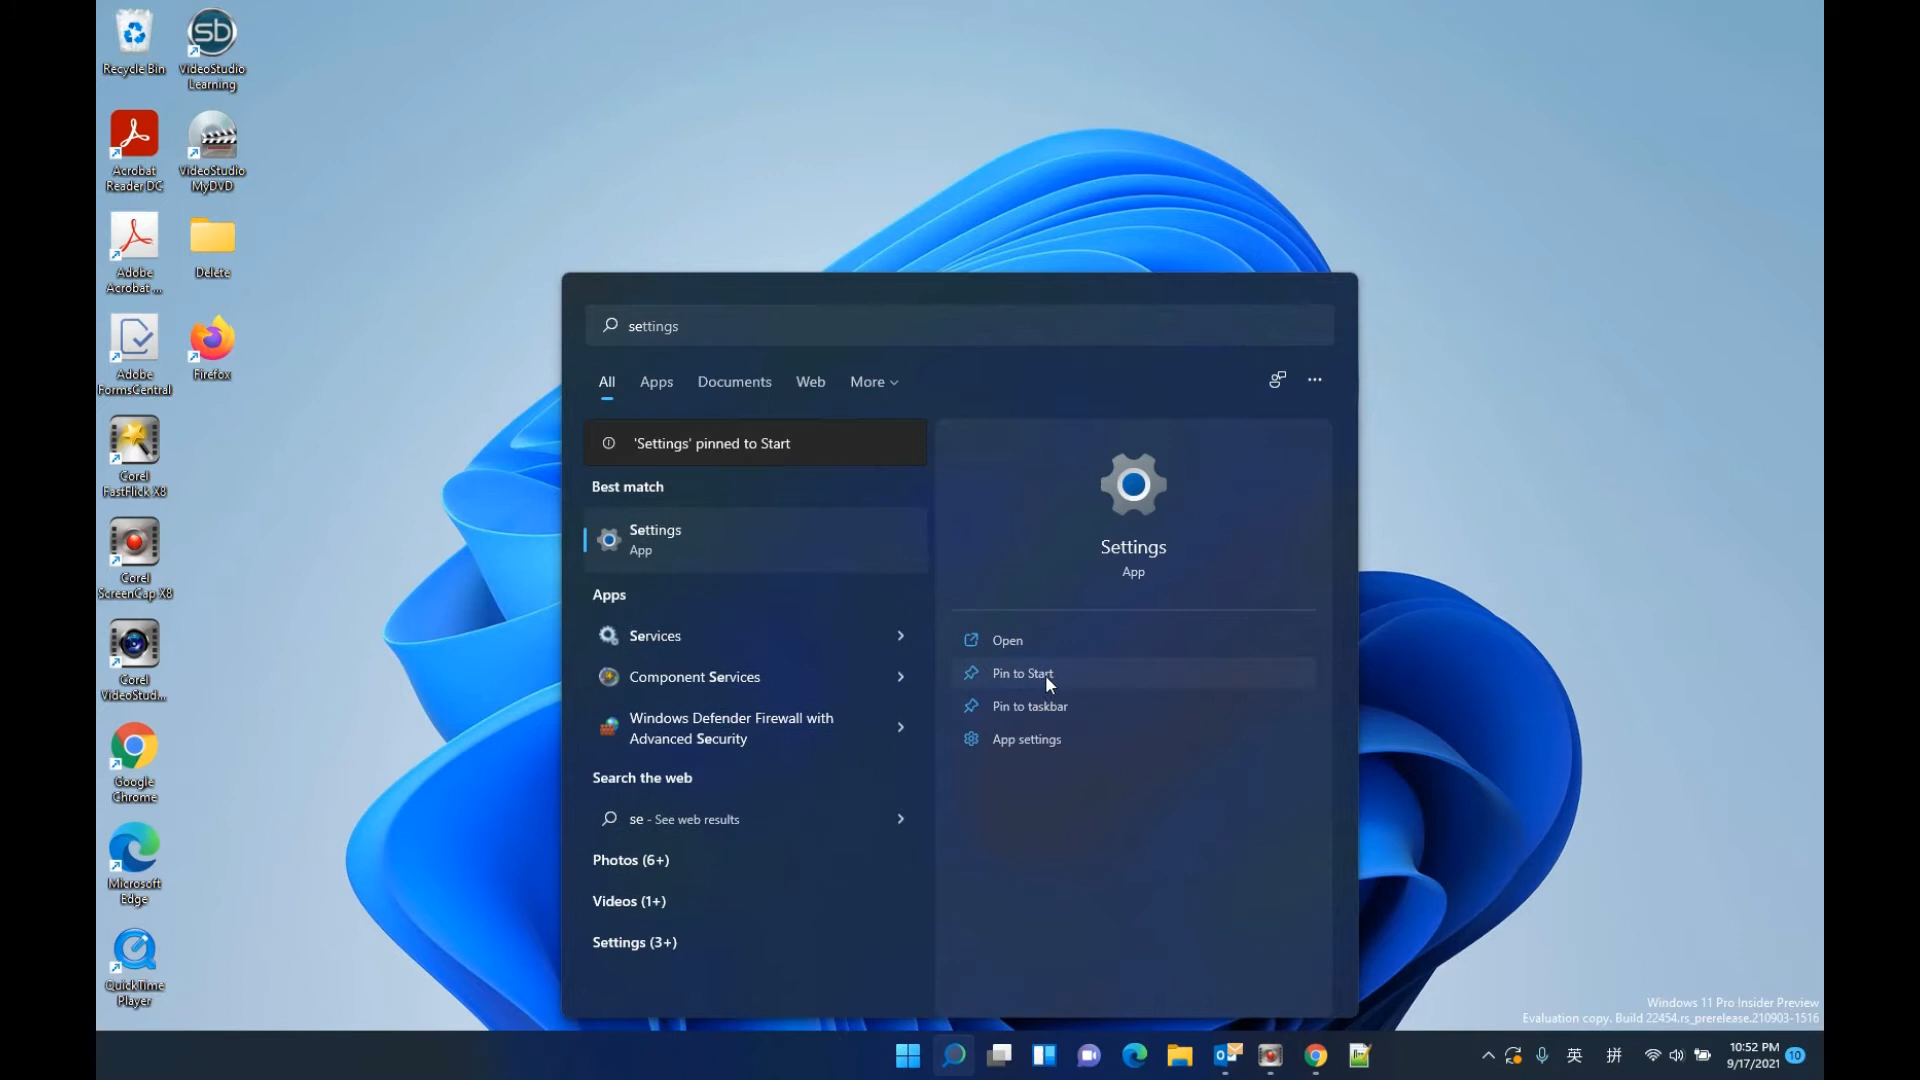 Recycle Bin
VideoStudio
Learning
Acrobat
Reader DC
VideoStudio
MyDVD
Adobe
Acrobat ...
Delete
Adobe
FormsCentral
Firefox
Corel
FastFlick X8
Corel
ScreenCap X8
Corel
VideoStud...
Google
Chrome
Microsoft
Edge
QuickTime
Player
settings
All
Apps
Documents
Web
More
'Settings' pinned to Start
Best match
Settings
App
Apps
Services
Component Services
Windows Defender Firewall with
Advanced Security
Search the web
se - See web results
Photos (6+)
Videos (1+)
Settings (3+)
Settings
App
Open
Pin to Start
Pin to taskbar
App settings
Windows 11 Pro Insider Preview
Evaluation copy. Build 22454.rs_prerelease.210903-1516
英
拼
10:52 PM
9/17/2021
10